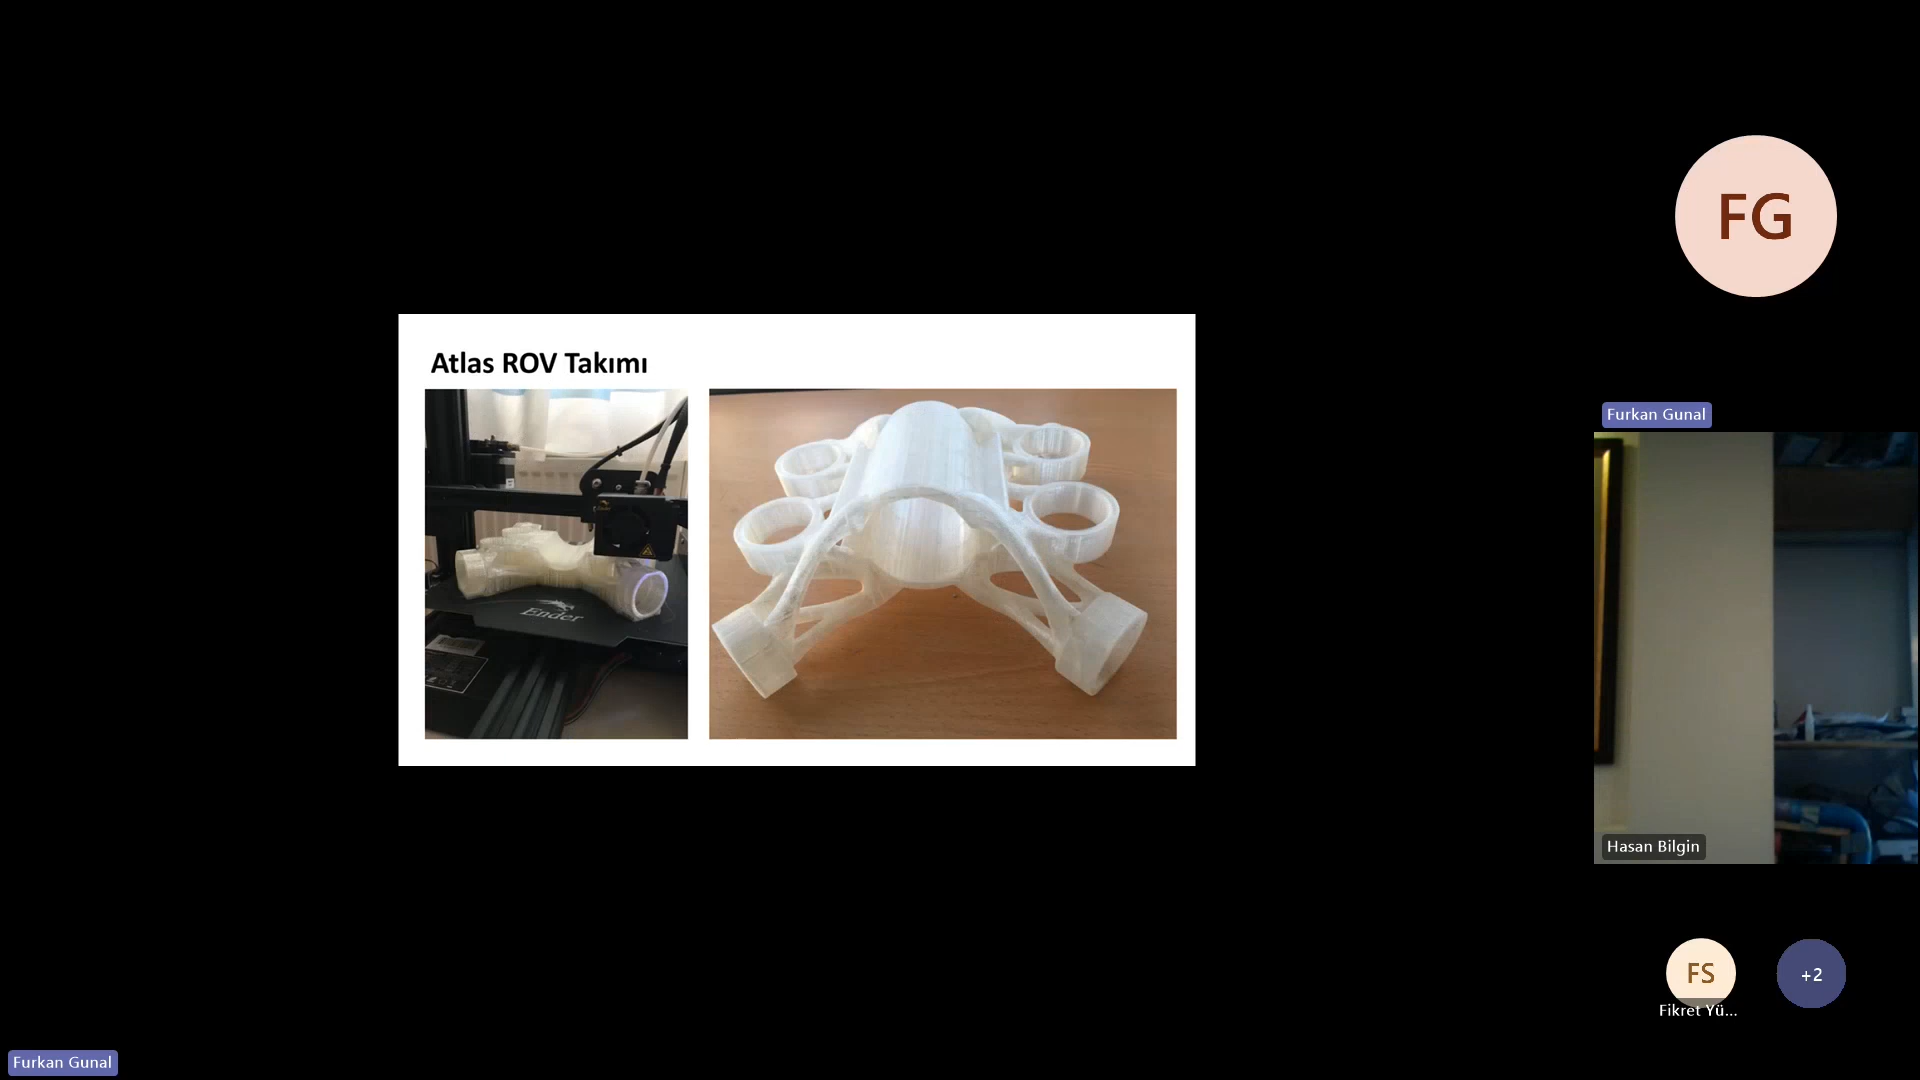 Atlas ROV Takımı
Ender
FG
Furkan Gunal
Hasan Bilgin
FS
+2
Fikret Yü...
Furkan Gunal